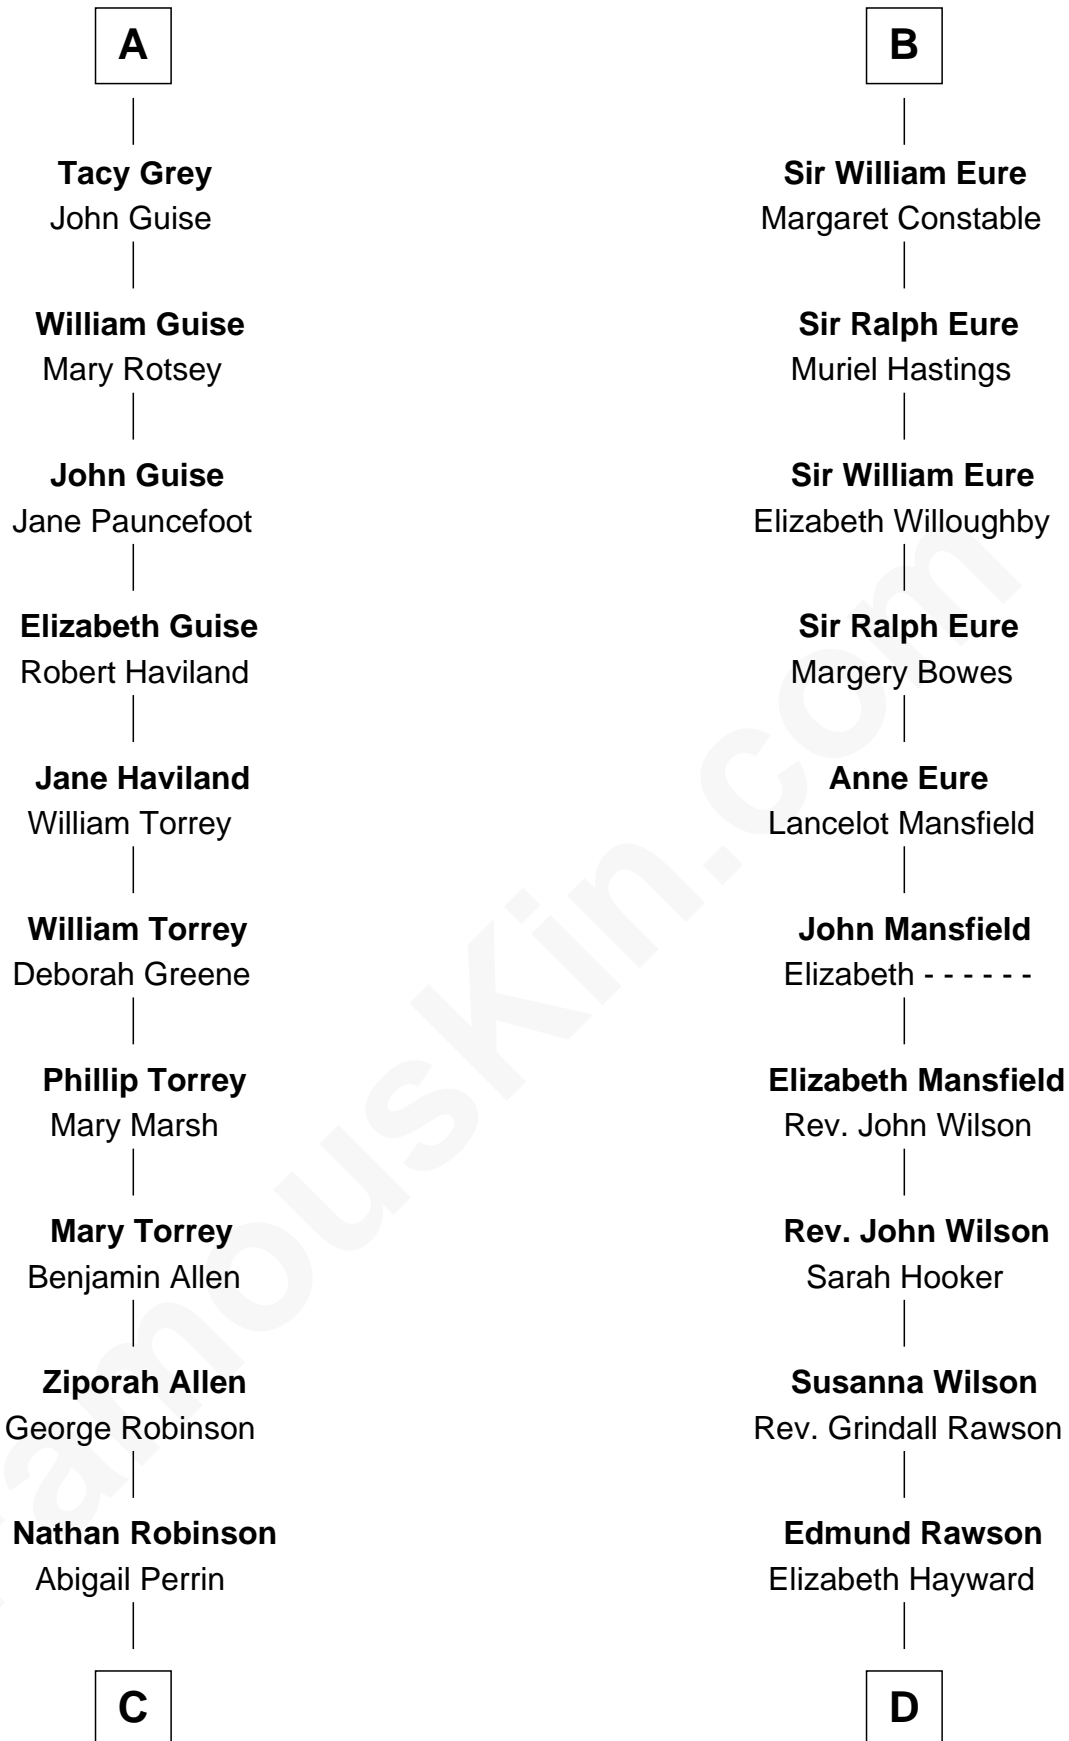 A
Tacy Grey
John Guise
William Guise
Mary Rotsey
John Guise
Jane Pauncefoot
Elizabeth Guise
Robert Haviland
Jane Haviland
William Torrey
William Torrey
Deborah Greene
Phillip Torrey
Mary Marsh
Mary Torrey
Benjamin Allen
Ziporah Allen
George Robinson
Nathan Robinson
Abigail Perrin
C
B
Sir William Eure
Margaret Constable
Sir Ralph Eure
Muriel Hastings
Sir William Eure
Elizabeth Willoughby
Sir Ralph Eure
Margery Bowes
Anne Eure
Lancelot Mansfield
John Mansfield
Elizabeth - - - - - -
Elizabeth Mansfield
Rev. John Wilson
Rev. John Wilson
Sarah Hooker
Susanna Wilson
Rev. Grindall Rawson
Edmund Rawson
Elizabeth Hayward
D
FamousKin.com